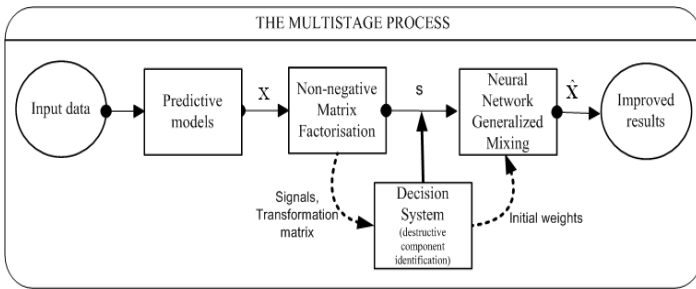 THE MULTISTAGE PROCESS
Input data
Predictive
models
X
Non-negative
Matrix
Factorisation
s
Neural
Network
Generalized
Mixing
X̂
Improved
results
Signals,
Transformation
matrix
Decision
System
(destructive
component
identification)
Initial weights